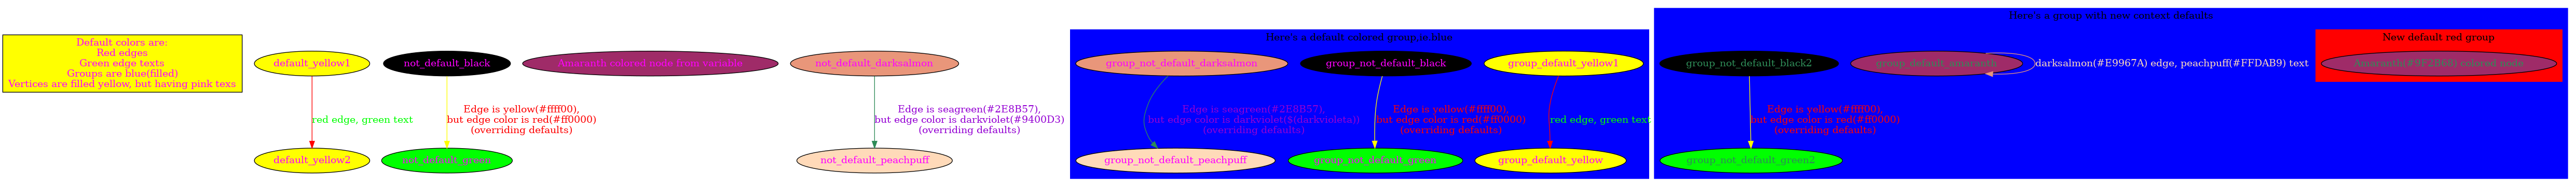 Default colors are:
Red edges
Green edge texts
Groups are blue(filled)
Vertices are filled yellow, but having pink texs
default_yellow1
red edge, green text
default_yellow2
not_default_black
Edge is yellow(#ffff00),
but edge color is red(#ff0000)
(overriding defaults)
not_default_green
Amaranth colored node from variable
not_default_darksalmon
Edge is seagreen(#2E8B57),
but edge color is darkviolet(#9400D3)
(overriding defaults)
not_default_peachpuff
Here's a default colored group ie blue
group_not_default_darksalmon
Edge is seagreen(#2E8B57),
but edge color is darkviolet($(darkvioleta))
(overriding defaults)
group_not_default_peachpuff
group_not_default_black
Edge is yellow(#ffff00),
but edge color is red(#ff0000)
(overriding defaults)
group_not_default_green
group_default_yellow1
red edge, green text
group_default_yellow
Here's a group with new context defaults
group_not_default_black2
Edge is yellow(#ffff00),
but edge color is red(#ff0000)
(overriding defaults)
group_not_default_green2
group_default_amaranth
darksalmon(#E9967A) edge, peachpuff(#FFDAB9) text
New default red group
Amaranth(#9F2B68) colored node